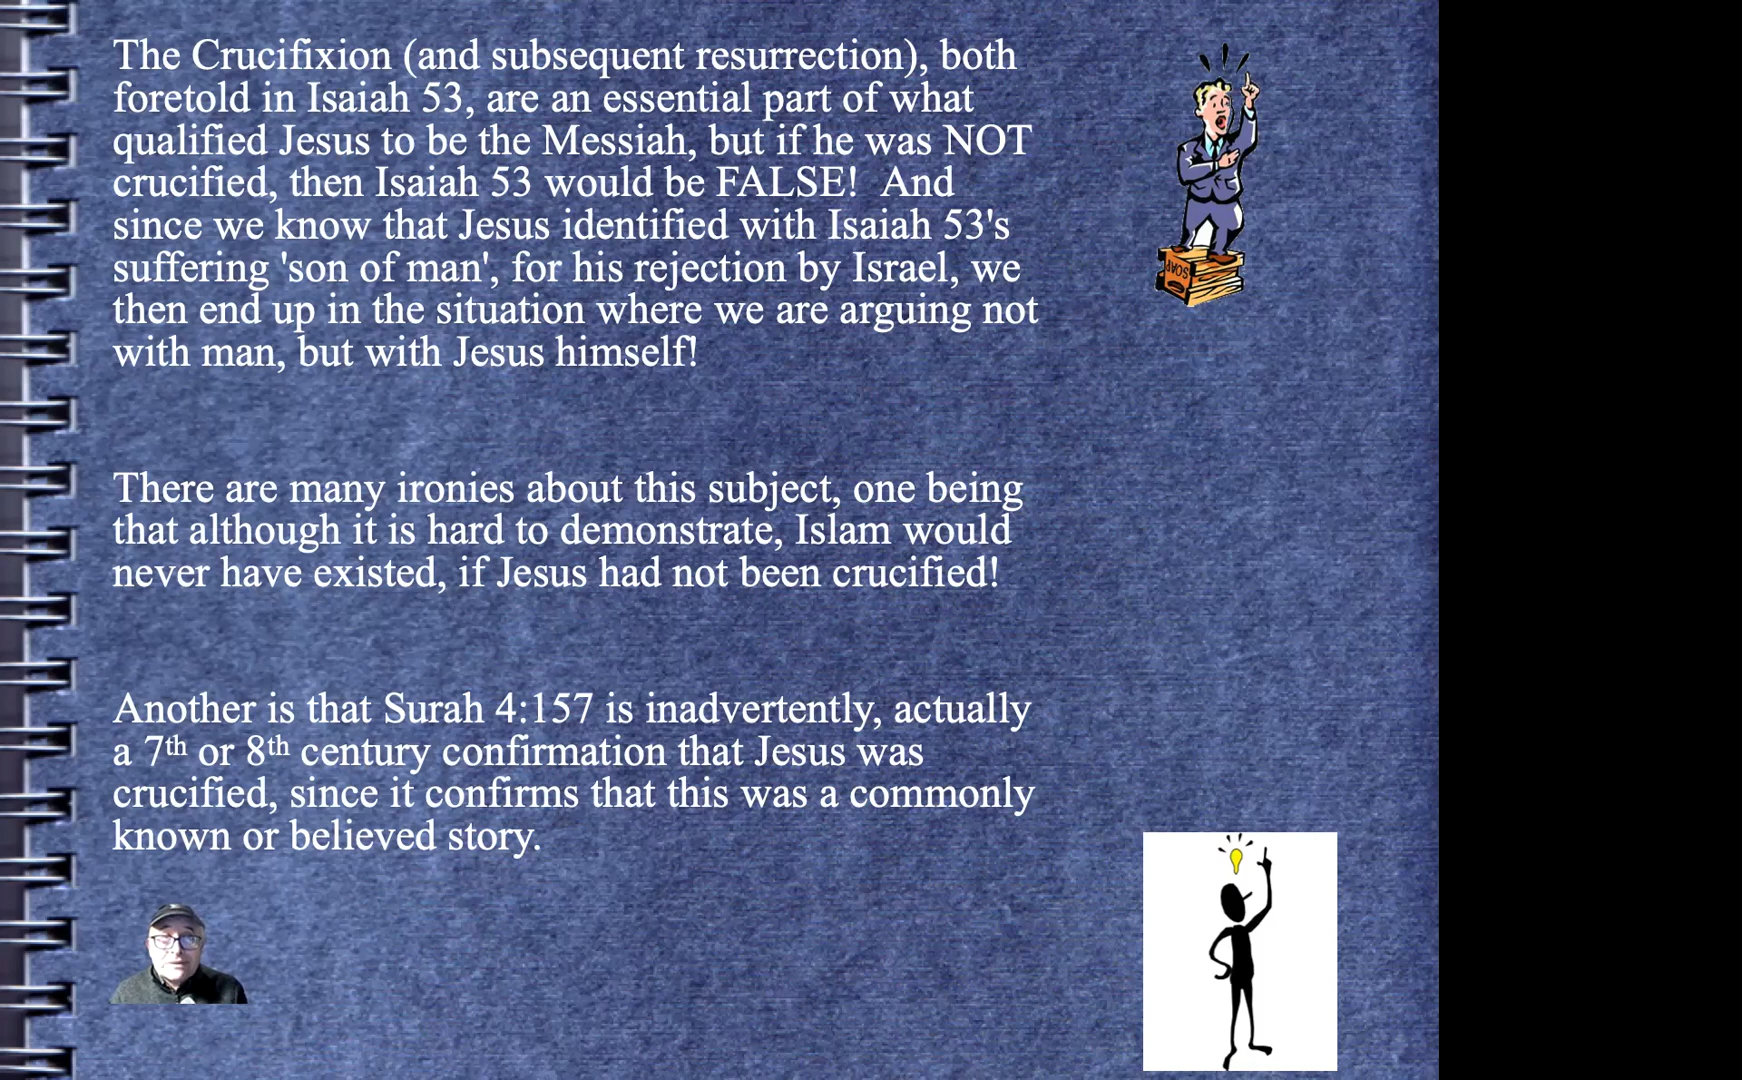 The Crucifixion (and subsequent resurrection), both
foretold in Isaiah 53, are an essential part of what
qualified Jesus to be the Messiah, but if he was NOT
crucified, then Isaiah 53 would be FALSE!  And
since we know that Jesus identified with Isaiah 53's
suffering 'son of man', for his rejection by Israel, we
then end up in the situation where we are arguing not
with man, but with Jesus himself!
SOAP
There are many ironies about this subject, one being
that although it is hard to demonstrate, Islam would
never have existed, if Jesus had not been crucified!
Another is that Surah 4:157 is inadvertently, actually
a 7th or 8th century confirmation that Jesus was
crucified, since it confirms that this was a commonly
known or believed story.